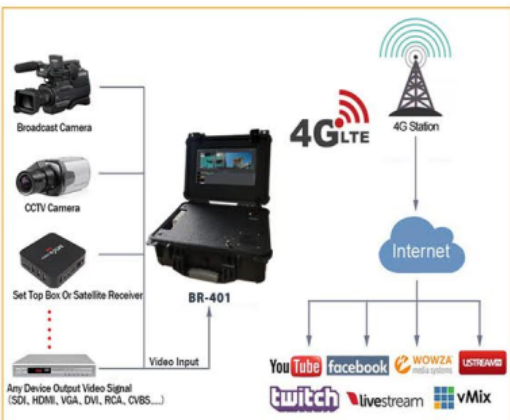 Broadcast Camera
CCTV Camera
Set Top Box Or Satellite Receiver
Any Device Output Video Signal
(SDI, HDMI, VGA, DVI, RCA, CVBS....)
Video Input
BR-401
4G LTE
4G Station
Internet
YouTube
facebook
WOWZA
media systems
USTREAM
twitch
livestream
vMix